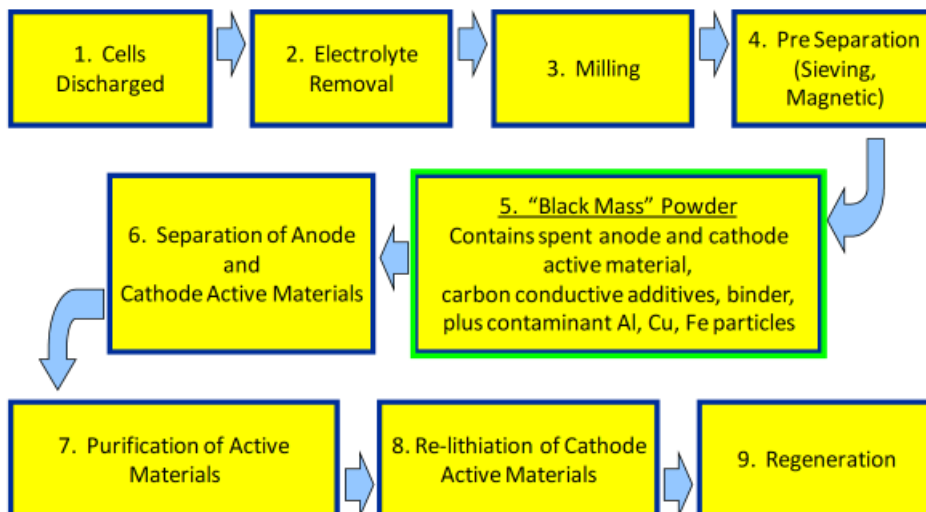 1. Cells
Discharged
2. Electrolyte
Removal
3. Milling
4. Pre Separation
(Sieving,
Magnetic)
5. “Black Mass” Powder
Contains spent anode and cathode
active material,
carbon conductive additives, binder,
plus contaminant Al, Cu, Fe particles
6. Separation of Anode
and
Cathode Active Materials
7. Purification of Active
Materials
8. Re-lithiation of Cathode
Active Materials
9. Regeneration